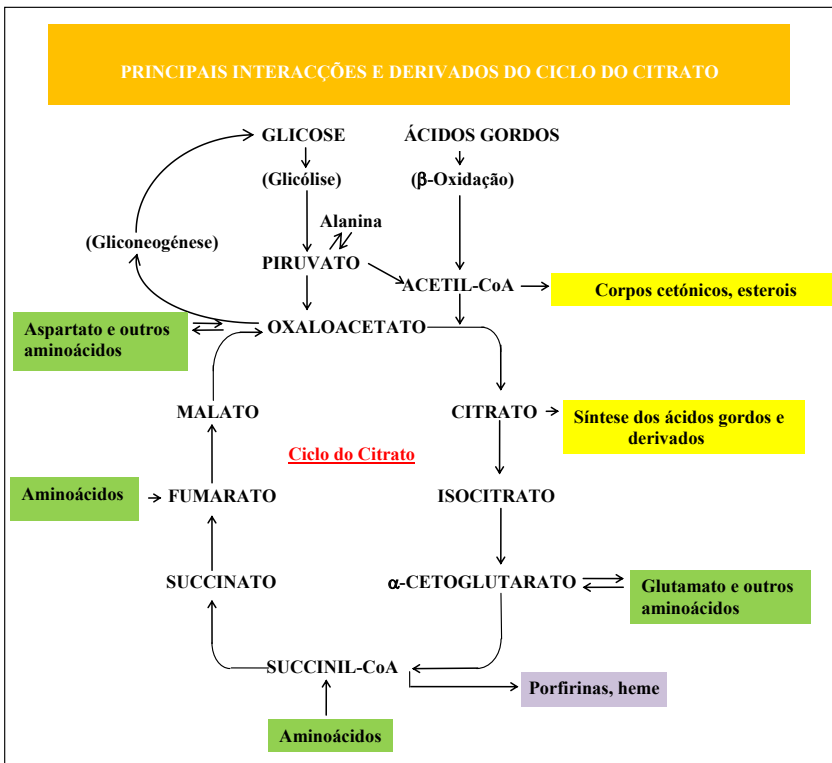 PRINCIPAIS INTERACÇÕES E DERIVADOS DO CICLO DO CITRATO
GLICOSE
ÁCIDOS GORDOS
(Glicólise)
(β-Oxidação)
Alanina
(Gliconeogénese)
PIRUVATO
ACETIL-CoA
Corpos cetónicos, esterois
Aspartato e outros
aminoácidos
OXALOACETATO
MALATO
CITRATO
Síntese dos ácidos gordos e
derivados
Ciclo do Citrato
Aminoácidos
FUMARATO
ISOCITRATO
SUCCINATO
α-CETOGLUTARATO
Glutamato e outros
aminoácidos
SUCCINIL-CoA
Porfirinas, heme
Aminoácidos